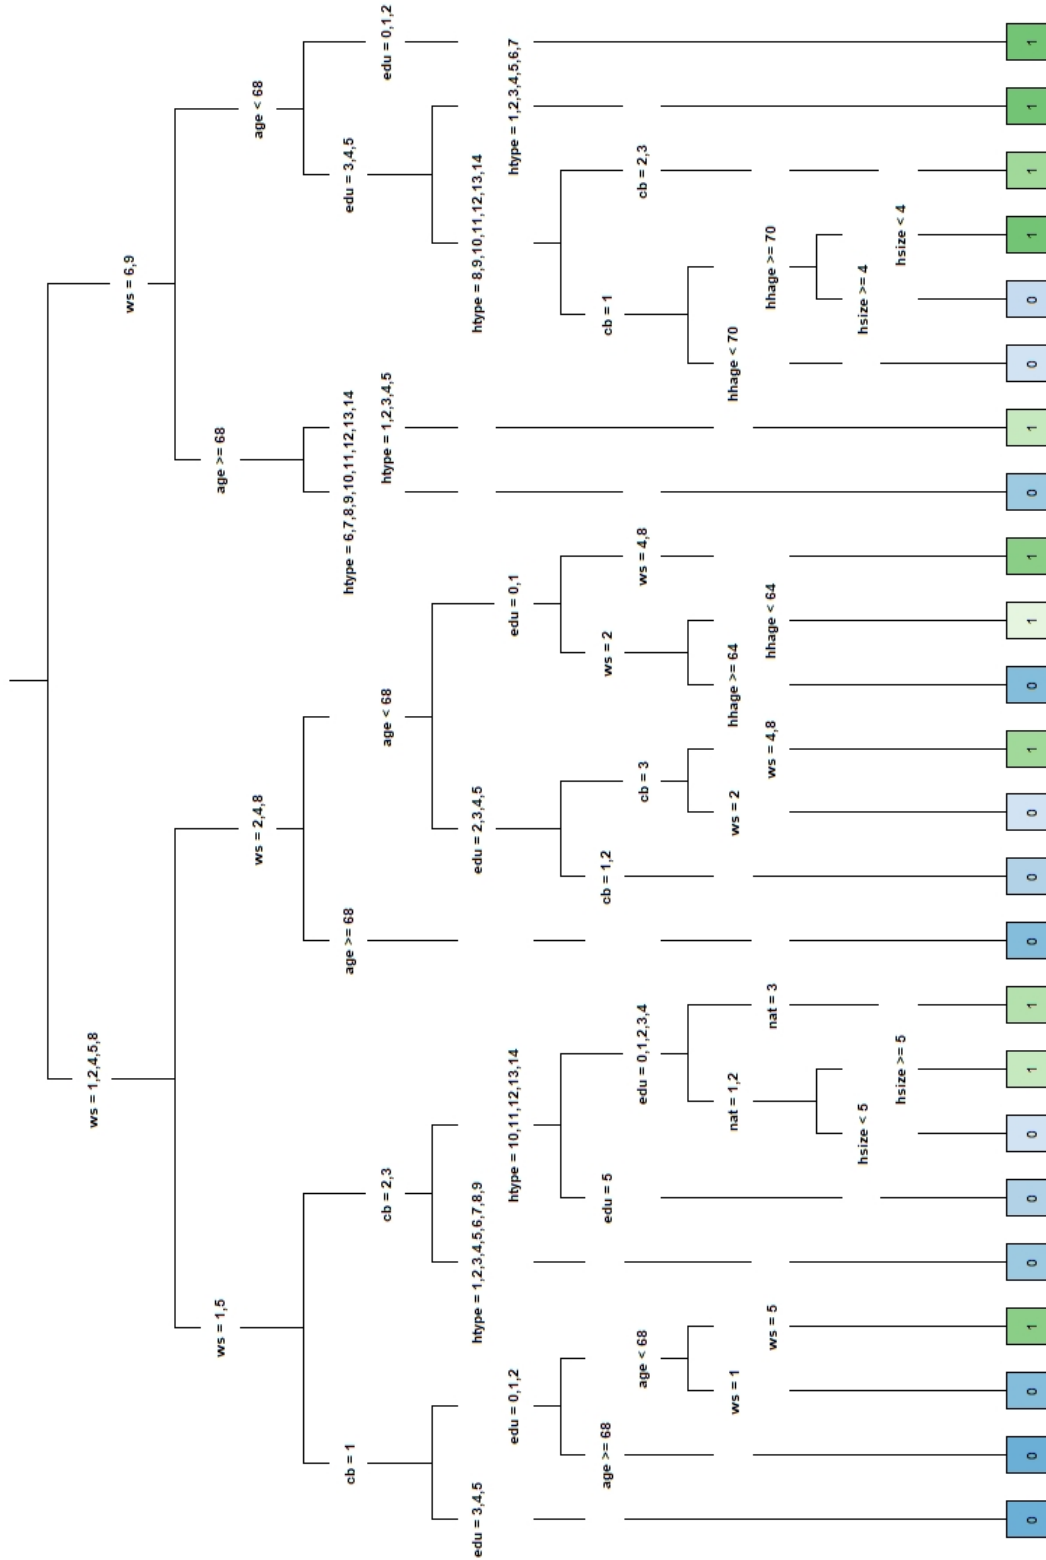 ws = 1,2,4,5,8
ws = 6,9
ws = 1,5
ws = 2,4,8
age >= 68
age < 68
cb = 1
cb = 2,3
age >= 68
age < 68
htype = 6,7,8,9,10,11,12,13,14
htype = 1,2,3,4,5
edu = 3,4,5
edu = 0,1,2
edu = 3,4,5
edu = 0,1,2
htype = 1,2,3,4,5,6,7,8,9
htype = 10,11,12,13,14
edu = 2,3,4,5
edu = 0,1
htype = 8,9,10,11,12,13,14
htype = 1,2,3,4,5,6,7
age >= 68
age < 68
edu = 5
edu = 0,1,2,3,4
cb = 1,2
cb = 3
ws = 2
ws = 4,8
cb = 1
cb = 2,3
ws = 1
ws = 5
nat = 1,2
nat = 3
ws = 2
ws = 4,8
hhage >= 64
hhage < 64
hhage < 70
hhage >= 70
hsize < 5
hsize >= 5
hsize >= 4
hsize < 4
0
0
0
1
0
0
0
1
1
0
0
0
1
0
1
1
0
1
0
0
1
1
1
1